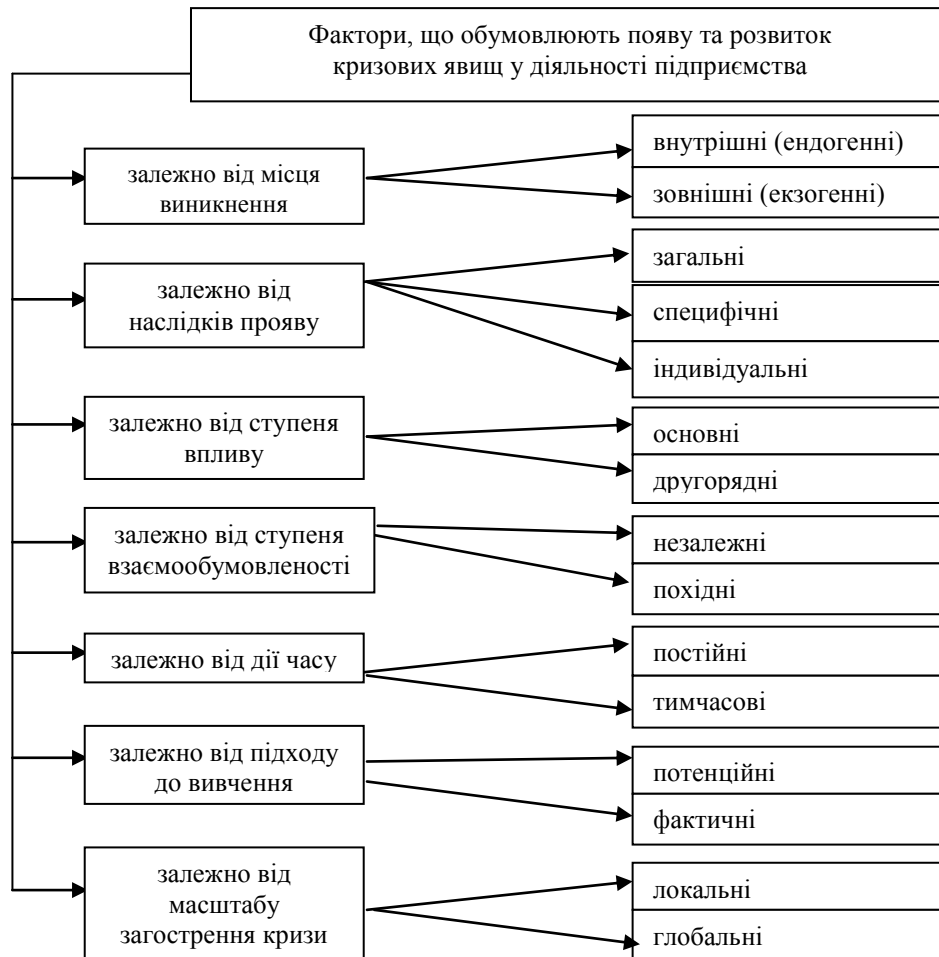 Фактори, що обумовлюють появу та розвиток
кризових явищ у діяльності підприємства
залежно від місця
виникнення
внутрішні (ендогенні)
зовнішні (екзогенні)
залежно від
наслідків прояву
загальні
специфічні
індивідуальні
залежно від ступеня
впливу
основні
другорядні
залежно від ступеня
взаємообумовленості
незалежні
похідні
залежно від дії часу
постійні
тимчасові
залежно від підходу
до вивчення
потенційні
фактичні
залежно від
масштабу
загострення кризи
локальні
глобальні